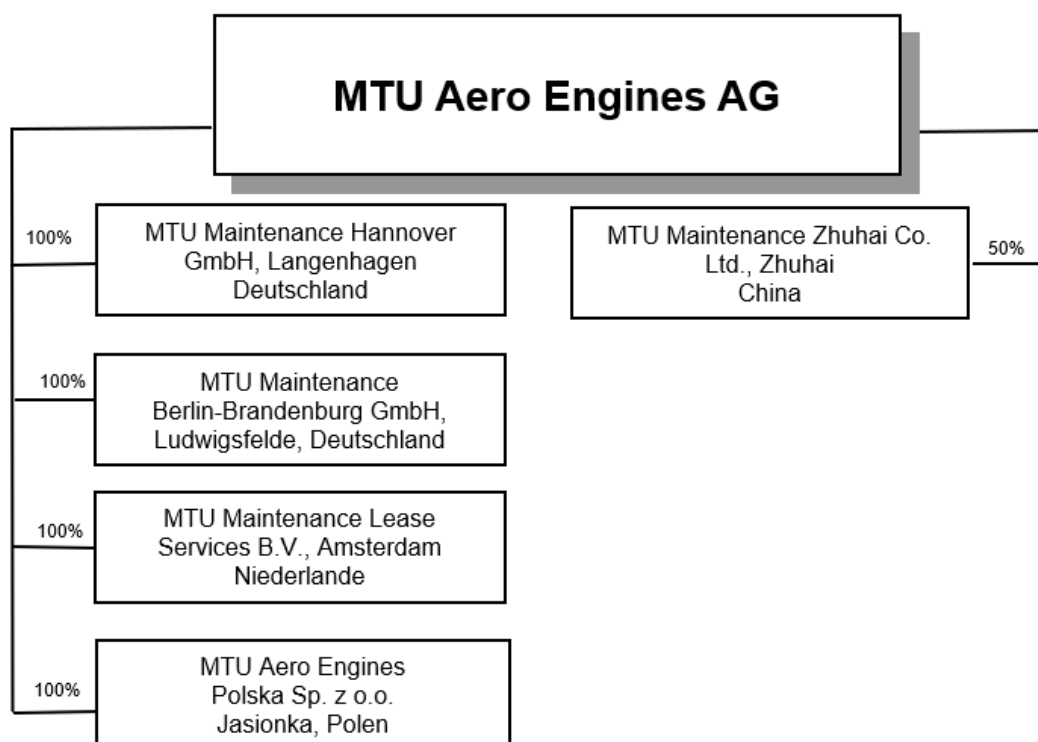 MTU Aero Engines AG
100%
MTU Maintenance Hannover
GmbH, Langenhagen
Deutschland
MTU Maintenance Zhuhai Co.
Ltd., Zhuhai
China
50%
100%
MTU Maintenance
Berlin-Brandenburg GmbH,
Ludwigsfelde, Deutschland
100%
MTU Maintenance Lease
Services B.V., Amsterdam
Niederlande
100%
MTU Aero Engines
Polska Sp. z o.o.
Jasionka, Polen